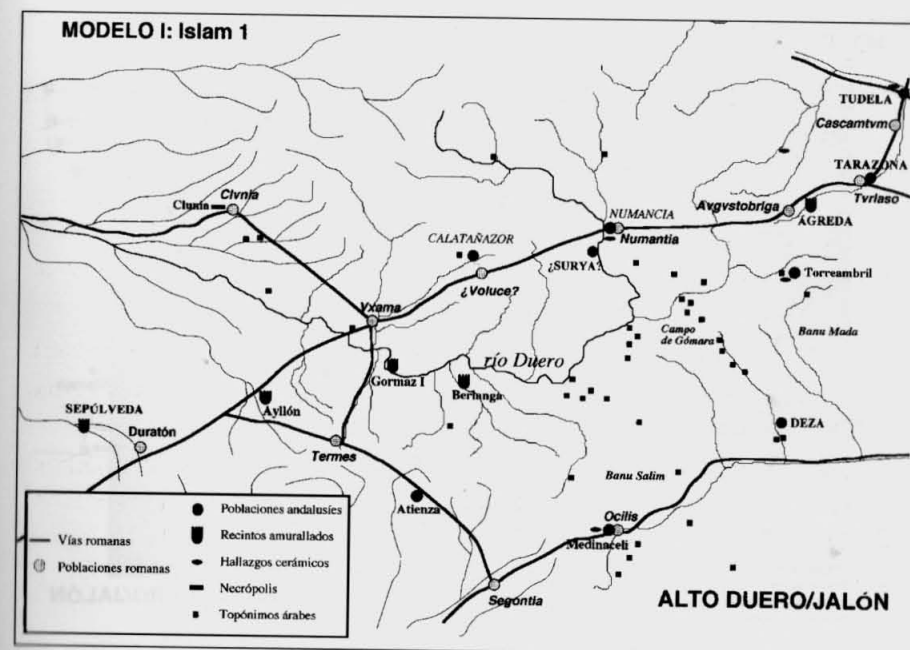 MODELO I: Islam 1
TUDELA
Cascamtvm
TARAZONA
Tvriaso
Avgvstobriga
ÁGREDA
Clvnia
Clunia
NUMANCIA
Numantia
CALATAÑAZOR
¿SURYA?
¿Voluce?
Torreambril
Vxama
Campo
de Gómara
Banu Mada
río Duero
Gormaz I
Berlanga
SEPÚLVEDA
Ayllón
Duratón
DEZA
Termes
Banu Salim
Atienza
Ocilis
Medinaceli
Segontia
ALTO DUERO/JALÓN
Vías romanas
Poblaciones romanas
Poblaciones andalusíes
Recintos amurallados
Hallazgos cerámicos
Necrópolis
Topónimos árabes